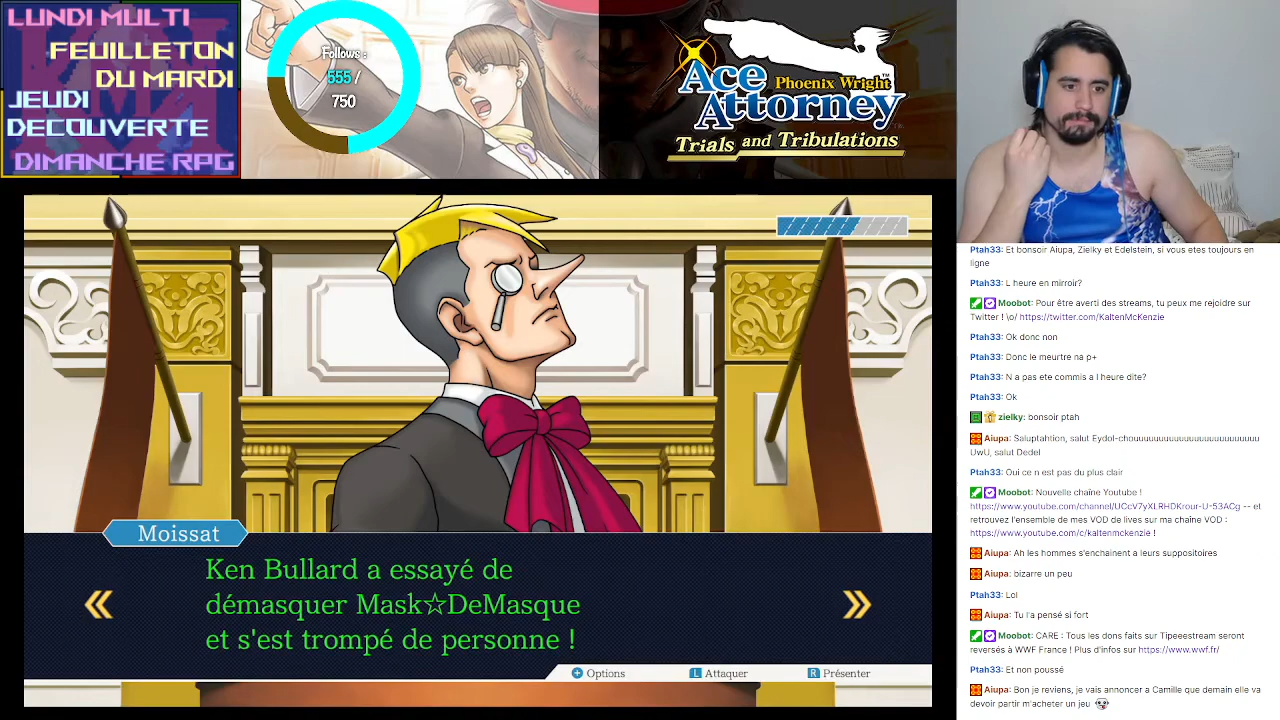 LUNDI MULTI
FEUILLETON
DU MARDI
JEUDI
DECOUVERTE
DIMANCHE RPG
Follows :
555 /
750
Phoenix Wright™
Ace
Attorney
Trials and Tribulations
Moissat
Ken Bullard a essayé de
démasquer Mask☆DeMasque
et s'est trompé de personne !
Options
L Attaquer
R Présenter
Ptah33: Et bonsoir Aiupa, Zielky et Edelstein, si vous etes toujours en
ligne
Ptah33: L heure en mirroir?
Moobot: Pour être averti des streams, tu peux me rejoidre sur
Twitter ! \o/ https://twitter.com/KaltenMcKenzie
Ptah33: Ok donc non
Ptah33: Donc le meurtre na p+
Ptah33: N a pas ete commis a l heure dite?
Ptah33: Ok
zielky: bonsoir ptah
Aiupa: Saluptahtion, salut Eydol-chouuuuuuuuuuuuuuuuuuuuuuuuu
UwU, salut Dedel
Ptah33: Oui ce n est pas du plus clair
Moobot: Nouvelle chaîne Youtube !
https://www.youtube.com/channel/UCcV7yXLRHDKrour-U-53ACg -- et
retrouvez l'ensemble de mes VOD de lives sur ma chaîne VOD :
https://www.youtube.com/c/kaltenmckenzie !
Aiupa: Ah les hommes s'enchainent a leurs suppositoires
Aiupa: bizarre un peu
Ptah33: Lol
Aiupa: Tu l'a pensé si fort
Moobot: CARE : Tous les dons faits sur Tipeeestream seront
reversés à WWF France ! Plus d'infos sur https://www.wwf.fr/
Ptah33: Et non poussé
Aiupa: Bon je reviens, je vais annoncer a Camille que demain elle va
devoir partir m'acheter un jeu